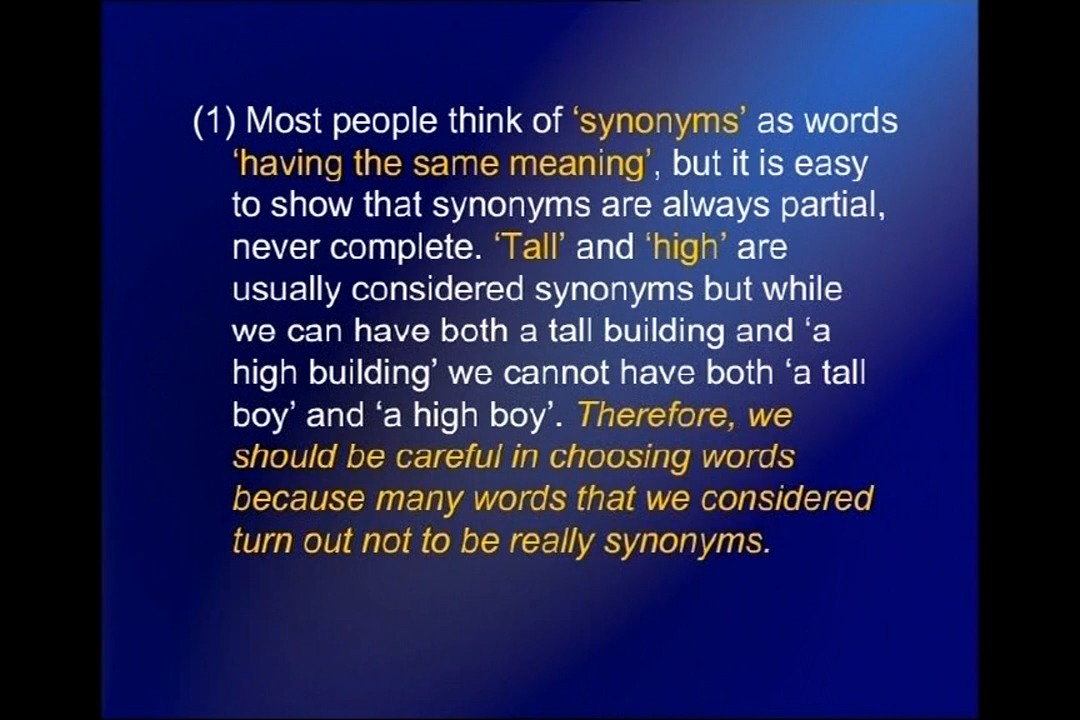 (1) Most people think of ‘synonyms’ as words
‘having the same meaning’, but it is easy
to show that synonyms are always partial,
never complete. ‘Tall’ and ‘high’ are
usually considered synonyms but while
we can have both a tall building and ‘a
high building’ we cannot have both ‘a tall
boy’ and ‘a high boy’. Therefore, we
should be careful in choosing words
because many words that we considered
turn out not to be really synonyms.